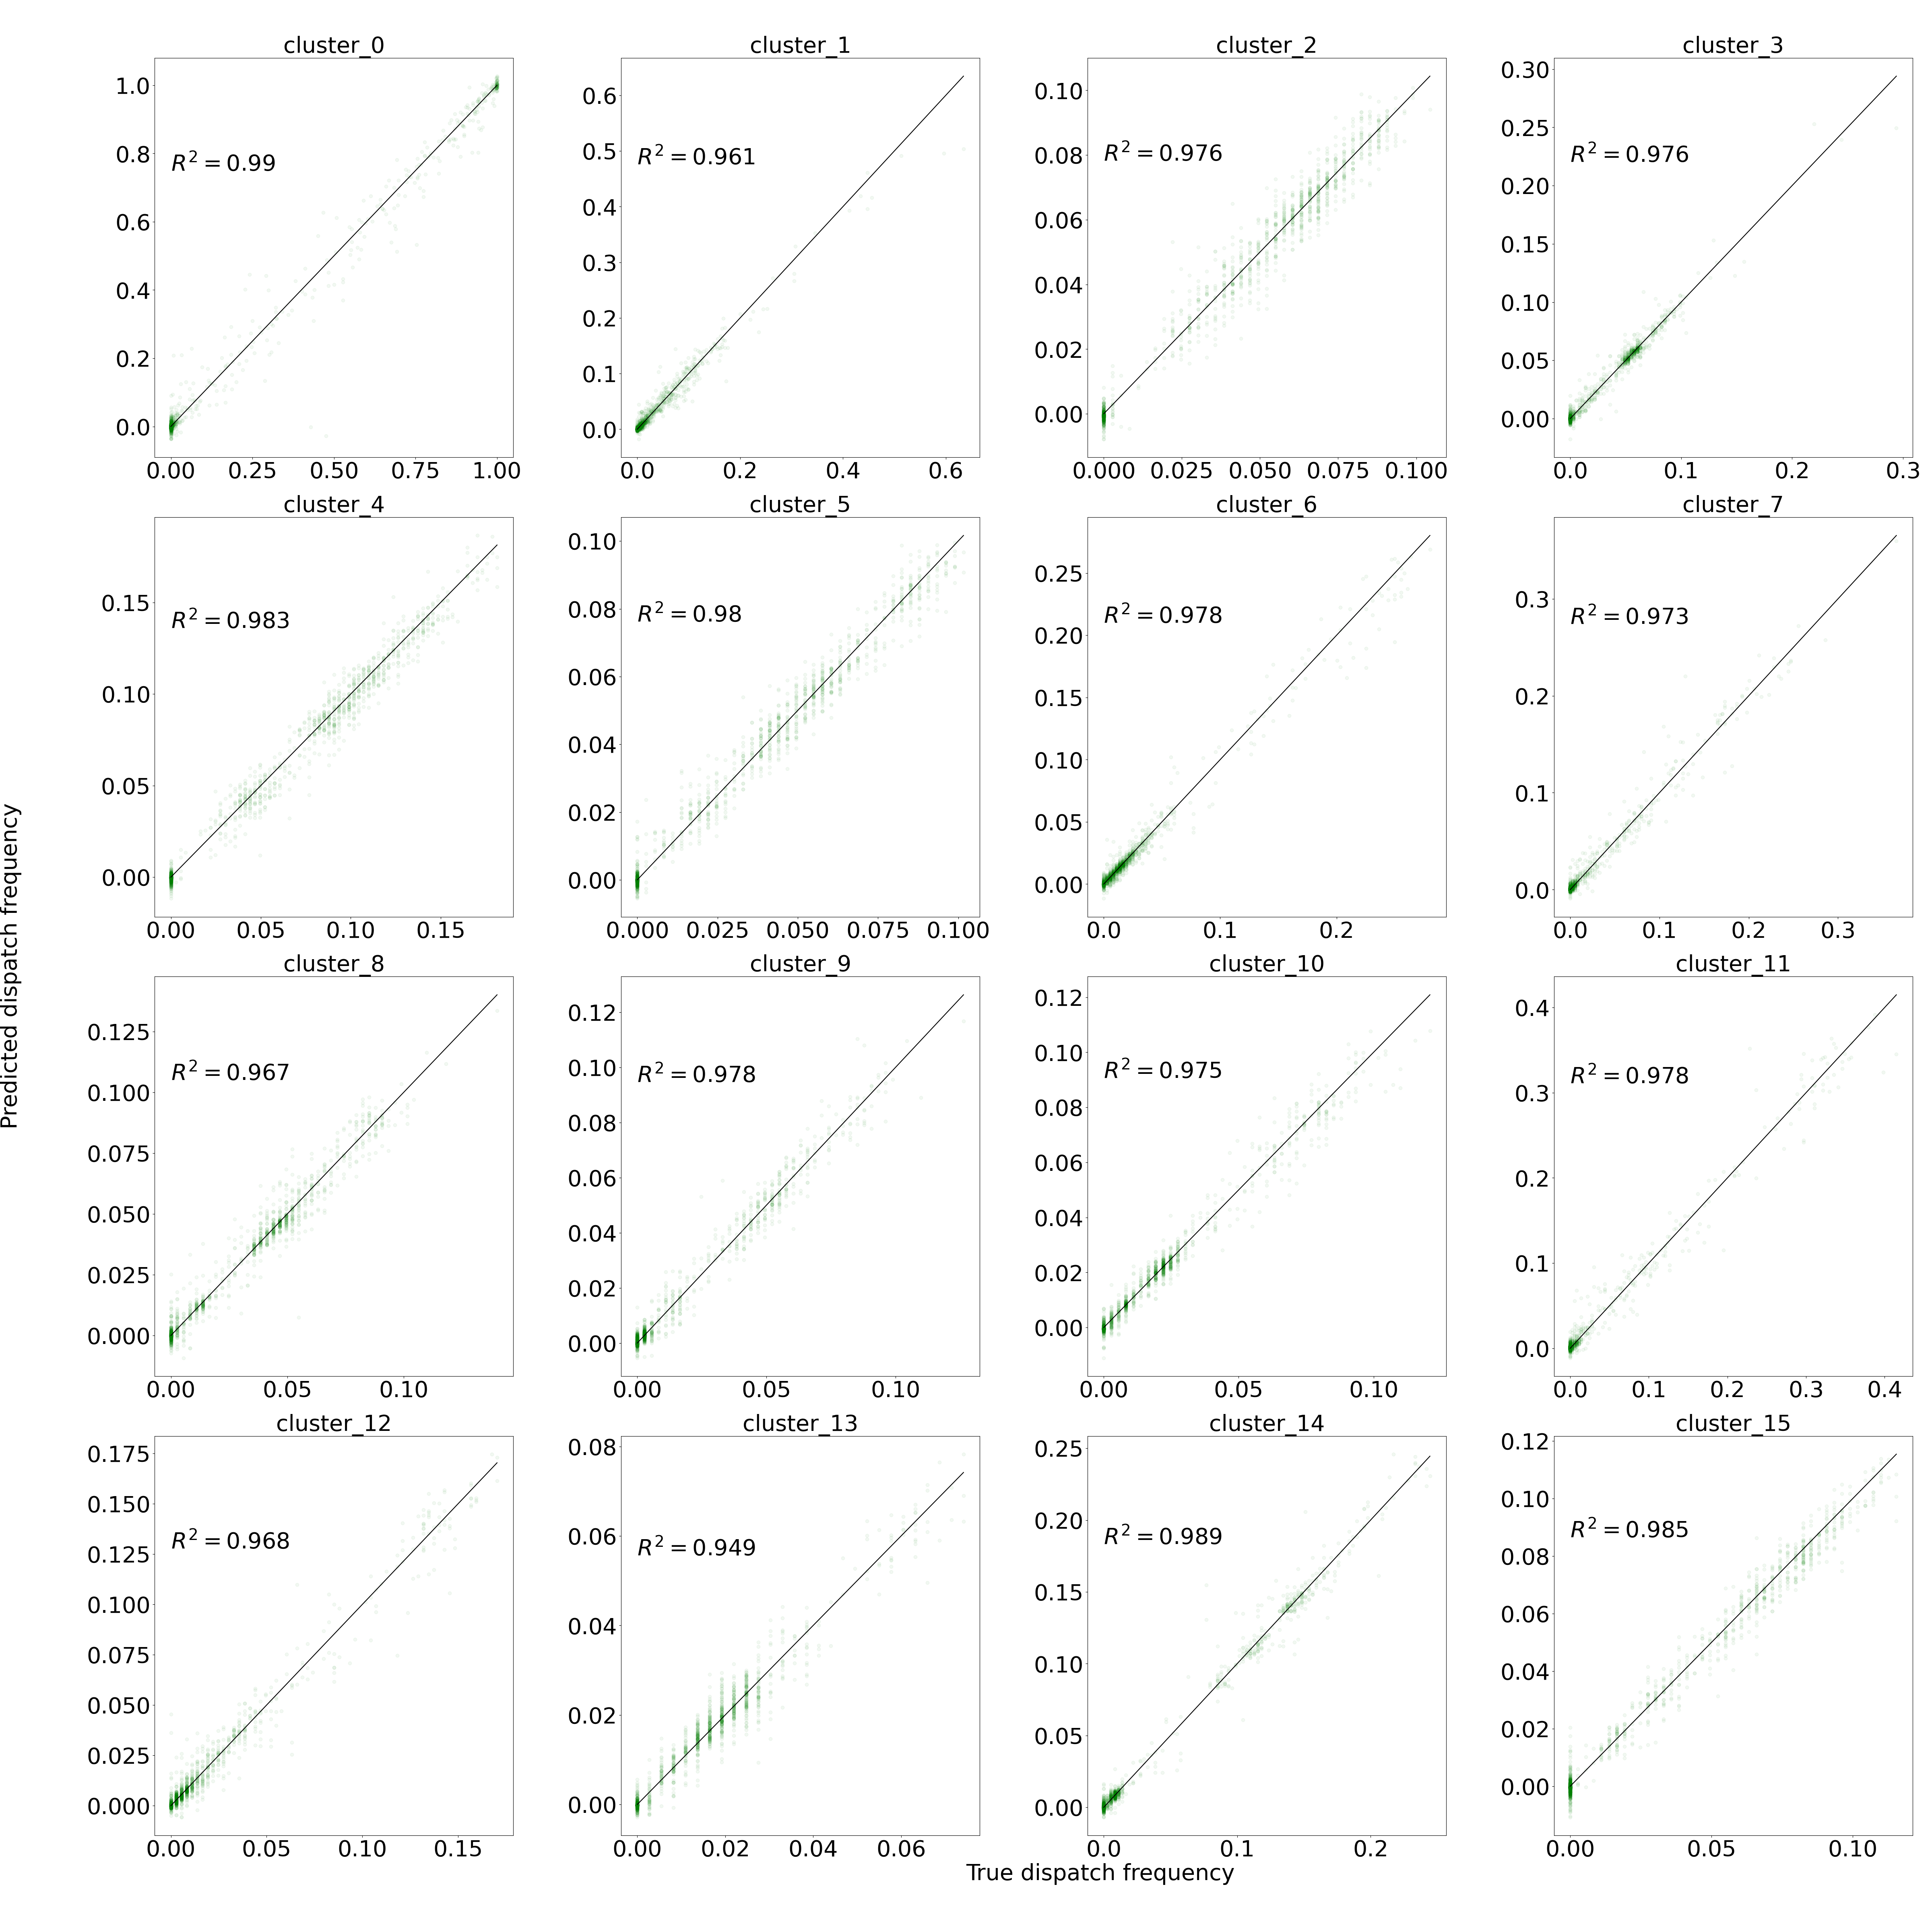 cluster_0 cluster_1 cluster_2 cluster_3
1.0 0.6 0.10 0.30
0.8 0.5 0.08 0.25
0.6 0.4 0.06 0.20
0.4 0.3 0.04 0.15
0.2 0.2 0.02 0.10
0.0 0.1 0.00 0.05
0.0 0.00
R² = 0.99 R² = 0.961 R² = 0.976 R² = 0.976
0.00 0.25 0.50 0.75 1.00 0.0 0.2 0.4 0.6 0.000 0.025 0.050 0.075 0.100 0.0 0.1 0.2 0.3
cluster_4 cluster_5 cluster_6 cluster_7
0.15 0.10 0.25 0.3
0.10 0.08 0.20 0.2
0.05 0.06 0.15 0.1
0.00 0.04 0.10 0.0
0.02 0.05
0.00 0.00
R² = 0.983 R² = 0.98 R² = 0.978 R² = 0.973
0.00 0.05 0.10 0.15 0.000 0.025 0.050 0.075 0.100 0.0 0.1 0.2 0.0 0.1 0.2 0.3
Predicted dispatch frequency
cluster_8 cluster_9 cluster_10 cluster_11
0.125 0.12 0.12 0.4
0.100 0.10 0.10 0.3
0.075 0.08 0.08 0.2
0.050 0.06 0.06 0.1
0.025 0.04 0.04 0.0
0.000 0.02 0.02
0.00 0.00
R² = 0.967 R² = 0.978 R² = 0.975 R² = 0.978
0.00 0.05 0.10 0.00 0.05 0.10 0.00 0.05 0.10 0.0 0.1 0.2 0.3 0.4
cluster_12 cluster_13 cluster_14 cluster_15
0.175 0.08 0.25 0.12
0.150 0.06 0.20 0.10
0.125 0.04 0.15 0.08
0.100 0.02 0.10 0.06
0.075 0.00 0.05 0.04
0.050 0.00 0.02
0.025 0.00
0.000
R² = 0.968 R² = 0.949 R² = 0.989 R² = 0.985
0.00 0.05 0.10 0.15 0.00 0.02 0.04 0.06 0.0 0.1 0.2 0.00 0.05 0.10
True dispatch frequency